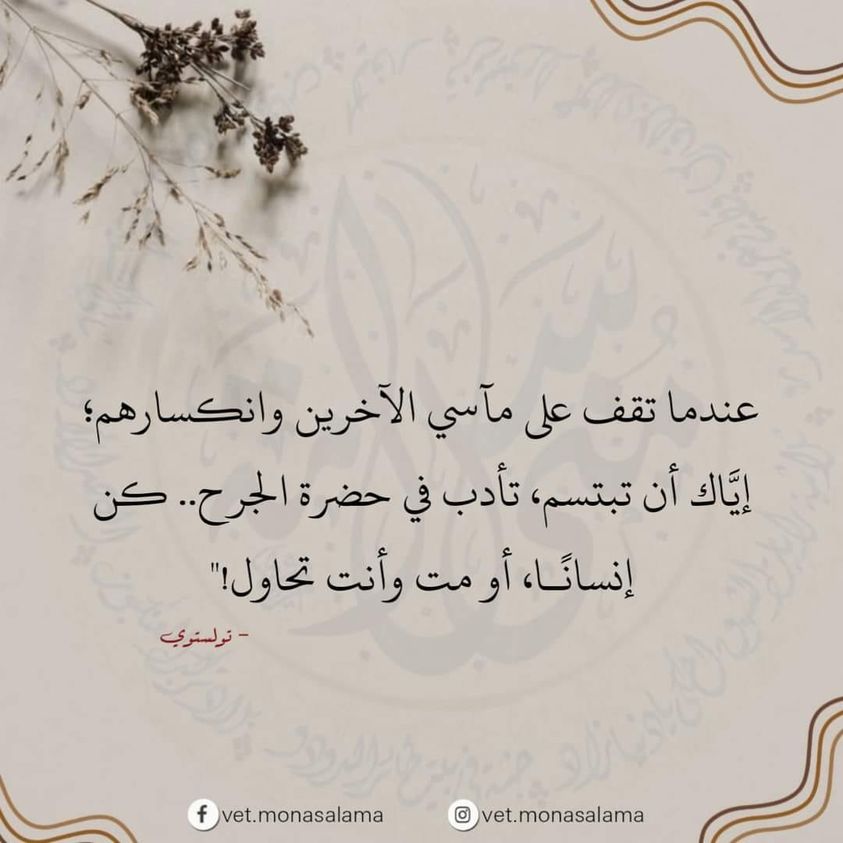 عندما تقف على مآسي الآخرين وانكسارهم؛
إيَّاك أن تبتسم، تأدب في حضرة الجرح.. كن
إنسانًـا، أو مت وأنت تحاول!"
- تولستوي
vet.monasalama vet.monasalama